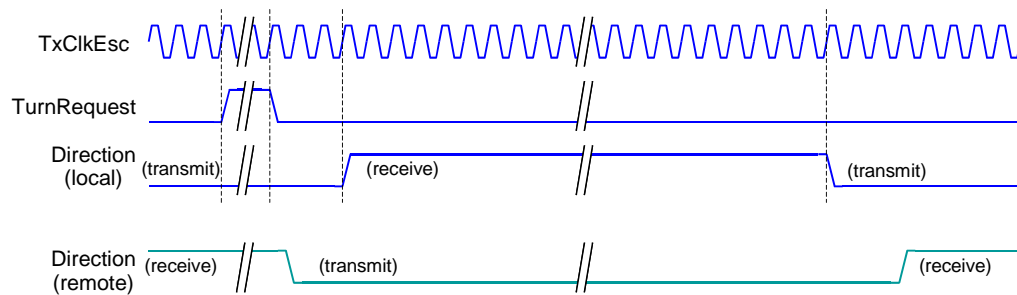 TxClkEsc
TurnRequest
Direction
(local)
(transmit)
(receive)
(transmit)
Direction
(remote)
(receive)
(transmit)
(receive)